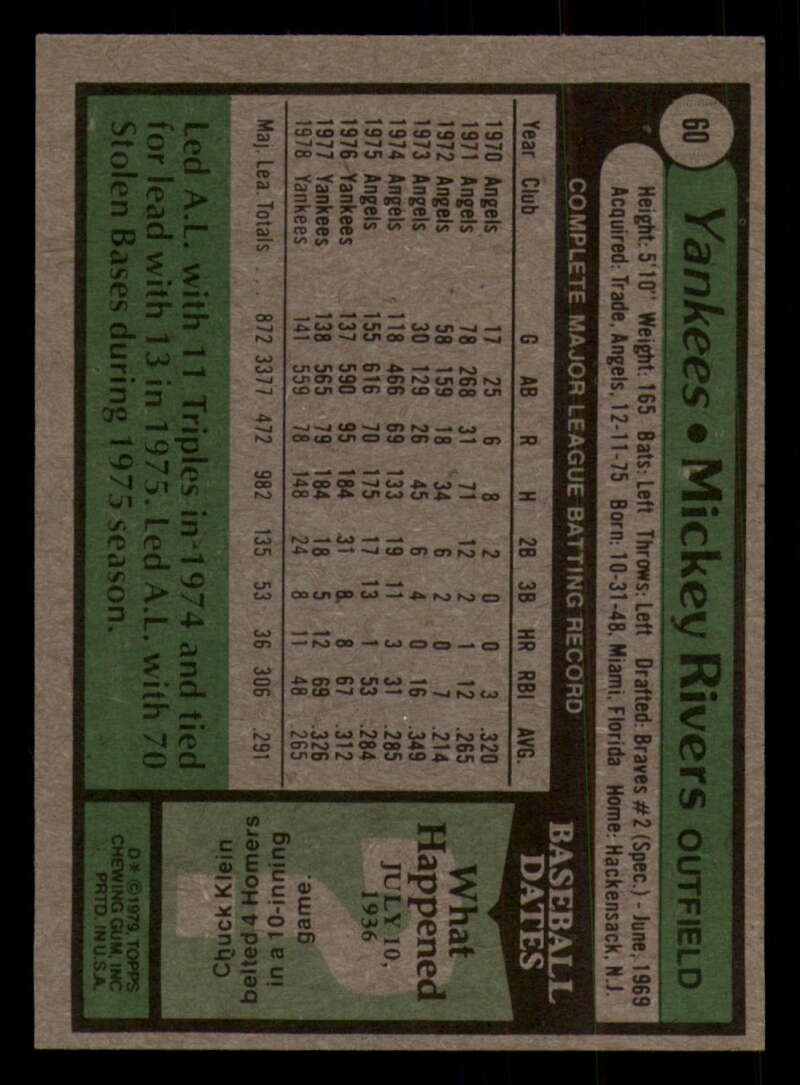 60
Yankees • Mickey Rivers OUTFIELD
Height: 5'10" Weight: 165 Bats: Left Throws: Left Drafted: Braves #2 (Spec.) - June, 1969
Acquired: Trade, Angels, 12-11-75 Born: 10-31-48, Miami, Florida Home: Hackensack, N.J.
COMPLETE MAJOR LEAGUE BATTING RECORD
Year Club G AB R H 2B 3B HR RBI AVG.
1970 Angels 17 25 6 8 2 0 0 3 .320
1971 Angels 78 268 31 71 12 2 1 12 .265
1972 Angels 58 159 18 34 6 2 0 7 .214
1973 Angels 30 129 26 45 6 4 0 16 .349
1974 Angels 118 466 69 133 19 11 3 31 .285
1975 Angels 155 616 70 175 17 13 1 53 .284
1976 Yankees 137 590 95 184 31 8 8 67 .312
1977 Yankees 138 565 79 184 18 5 12 69 .326
1978 Yankees 141 559 78 148 24 8 11 48 .265
Maj. Lea Totals . . . 872 3377 472 982 135 53 36 306 .291
Led A.L. with 11 Triples in 1974 and tied
for lead with 13 in 1975. Led A.L. with 70
Stolen Bases during 1975 season.
BASEBALL
DATES
What
Happened
JULY 10,
1936
?
Chuck Klein
belted 4 Homers
in a 10-inning
game.
D* ©1979 TOPPS
CHEWING GUM, INC
PRTD. IN U.S.A.